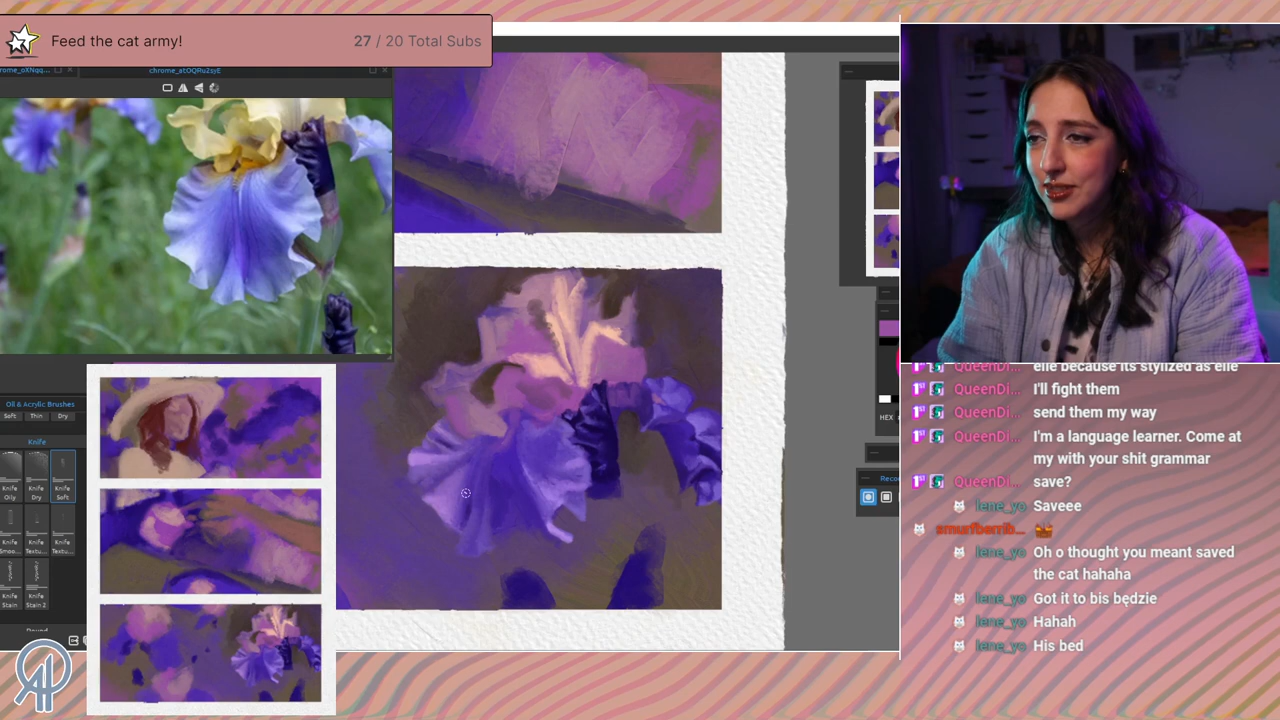 Feed the cat army!
27 / 20 Total Subs
chrome_atOQRu2syE
Oil & Acrylic Brushes
Soft Thin Dry
Knife
Knife Oily
Knife Dry
Knife Soft
Knife Smoo...
Knife Textu...
Knife Textu...
Knife Stain
Knife Stain 2
HEX
elle because its stylized as elle
QueenDi... I'll fight them
QueenDi... send them my way
QueenDi... I'm a language learner. Come at
my with your shit grammar
QueenDi... save?
lene_yo Saveee
smurfberrib...
lene_yo Oh o thought you meant saved
the cat hahaha
lene_yo Got it to bis będzie
lene_yo Hahah
lene_yo His bed